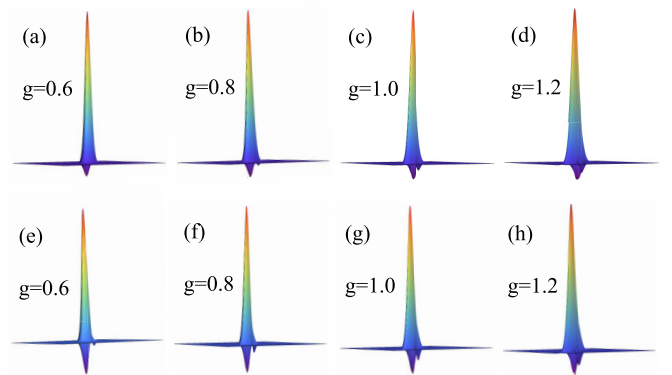 (a)
g=0.6
(b)
g=0.8
(c)
g=1.0
(d)
g=1.2
(e)
g=0.6
(f)
g=0.8
(g)
g=1.0
(h)
g=1.2